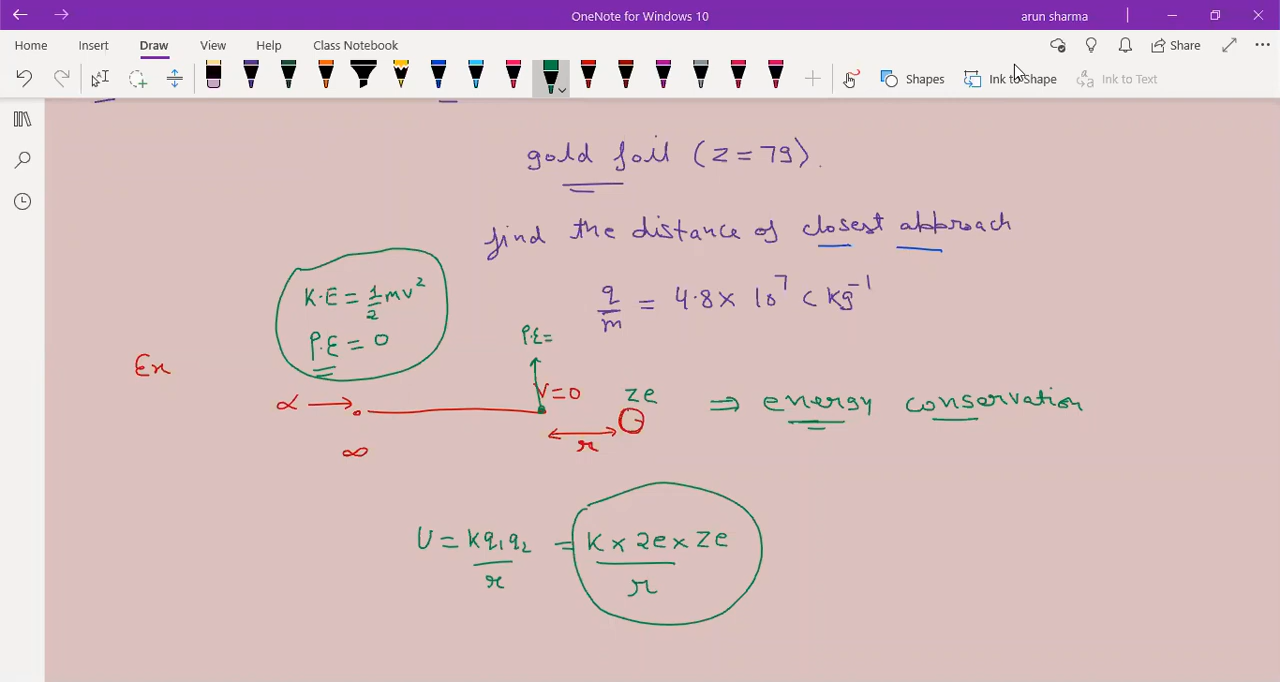 OneNote for Windows 10
arun sharma
Home Insert Draw View Help Class Notebook
Share
Shapes Ink to Shape Ink to Text
gold foil (Z = 79).
find the distance of closest approach
K.E = 1/2 mv²
q/m = 4.8 × 10⁷ C kg⁻¹
P.E = 0
P.E =
Ex
α → ∞
V = 0
Ze
⇒ energy conservation
r
U = Kq₁q₂/r = K × 2e × Ze/r